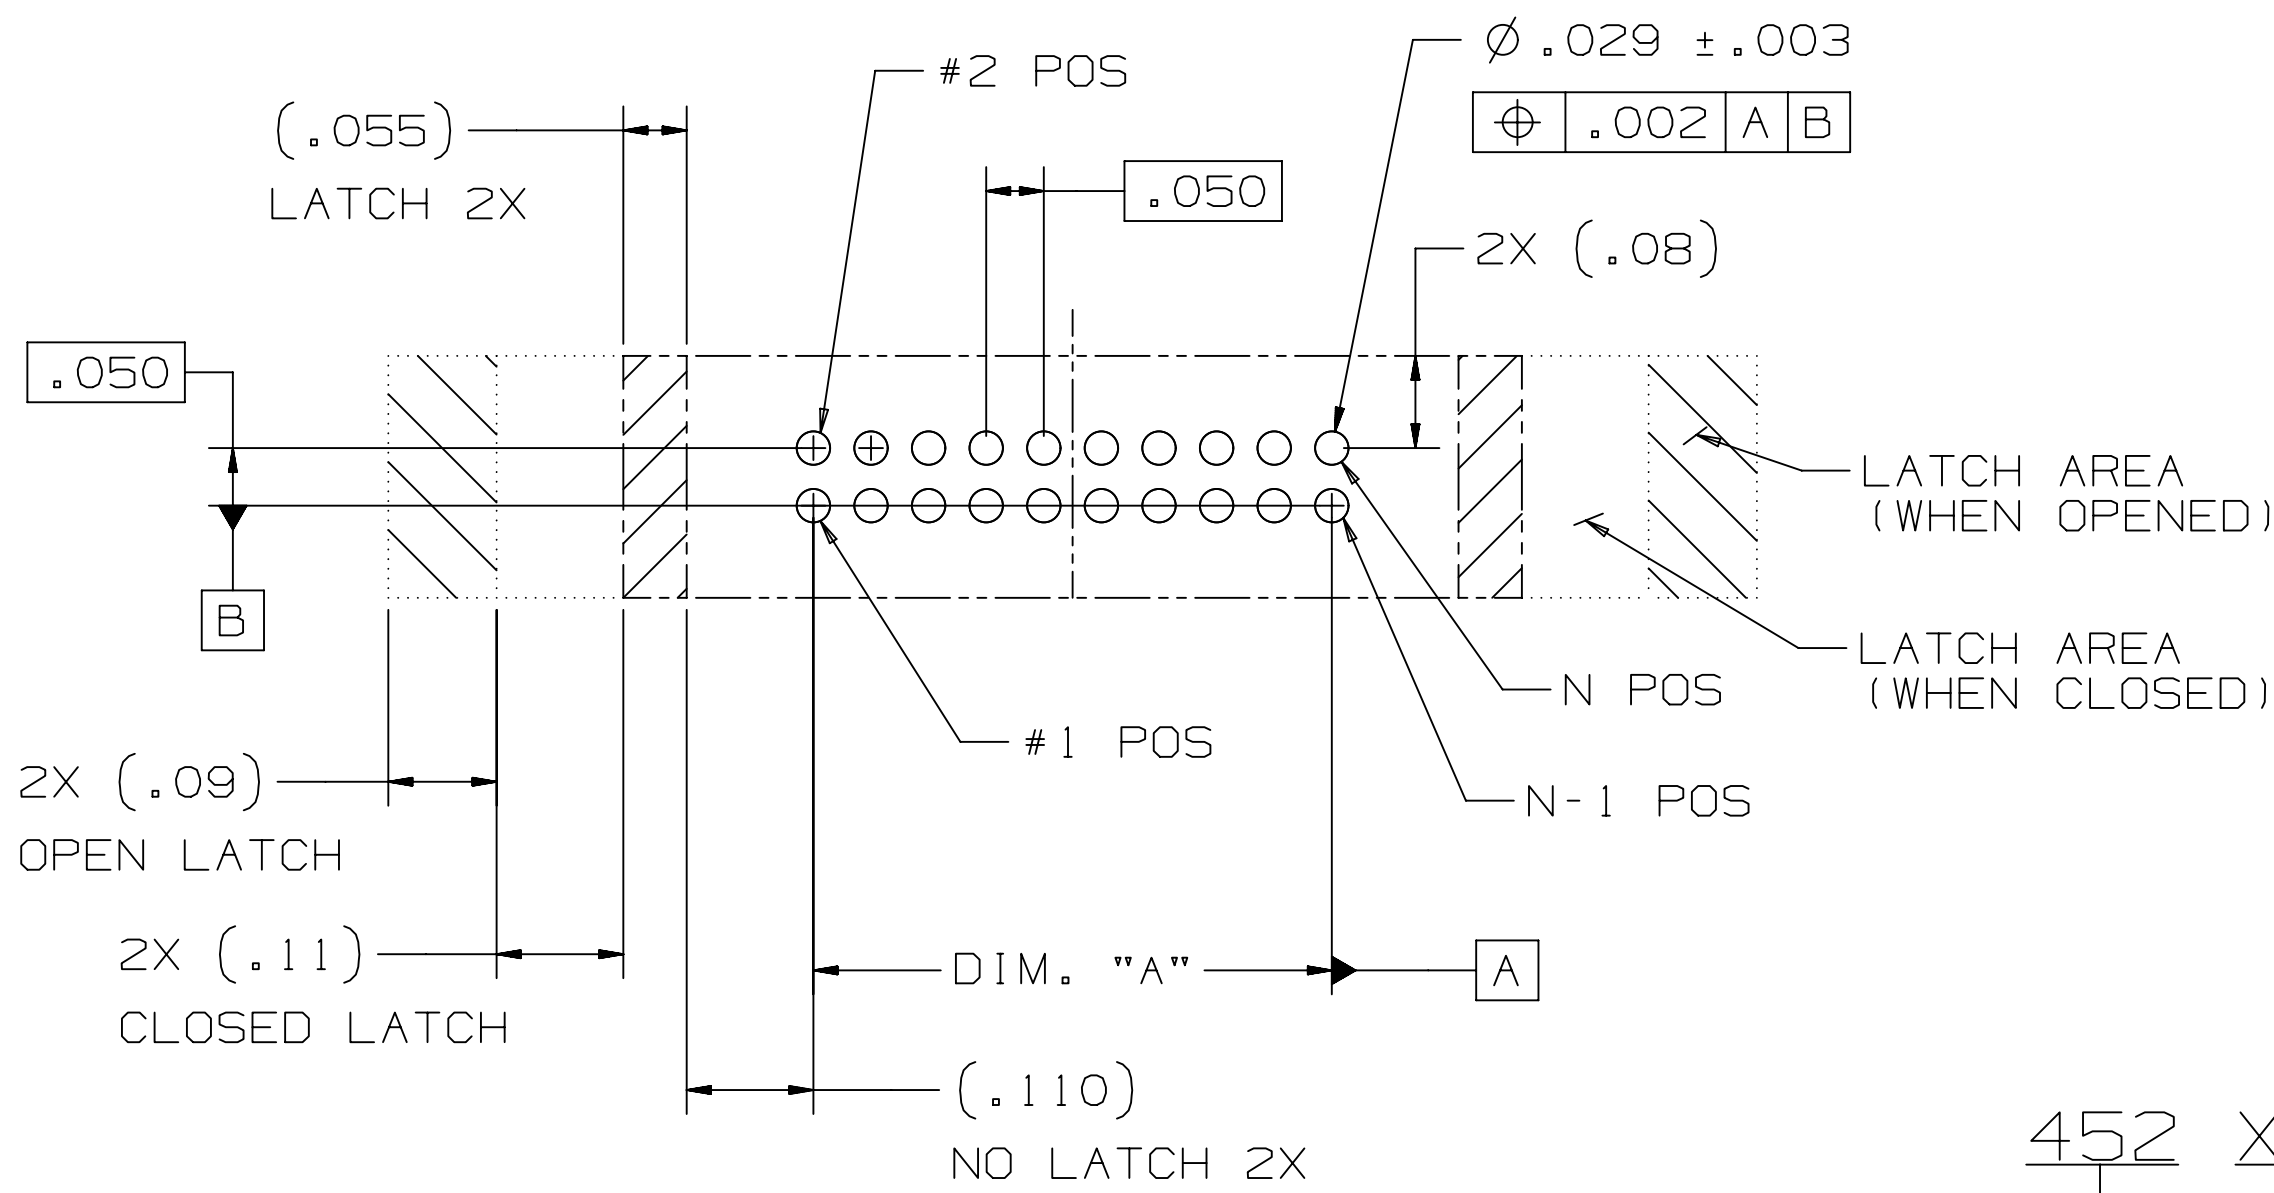 #2 POS
Ø .029 ±.003
⌖ .002 A B
(.055)
LATCH 2X
.050
2X (.08)
.050
LATCH AREA
(WHEN OPENED)
B
LATCH AREA
(WHEN CLOSED)
N POS
#1 POS
2X (.09)
OPEN LATCH
N-1 POS
2X (.11)
CLOSED LATCH
DIM. "A"
A
(.110)
NO LATCH 2X
452 X